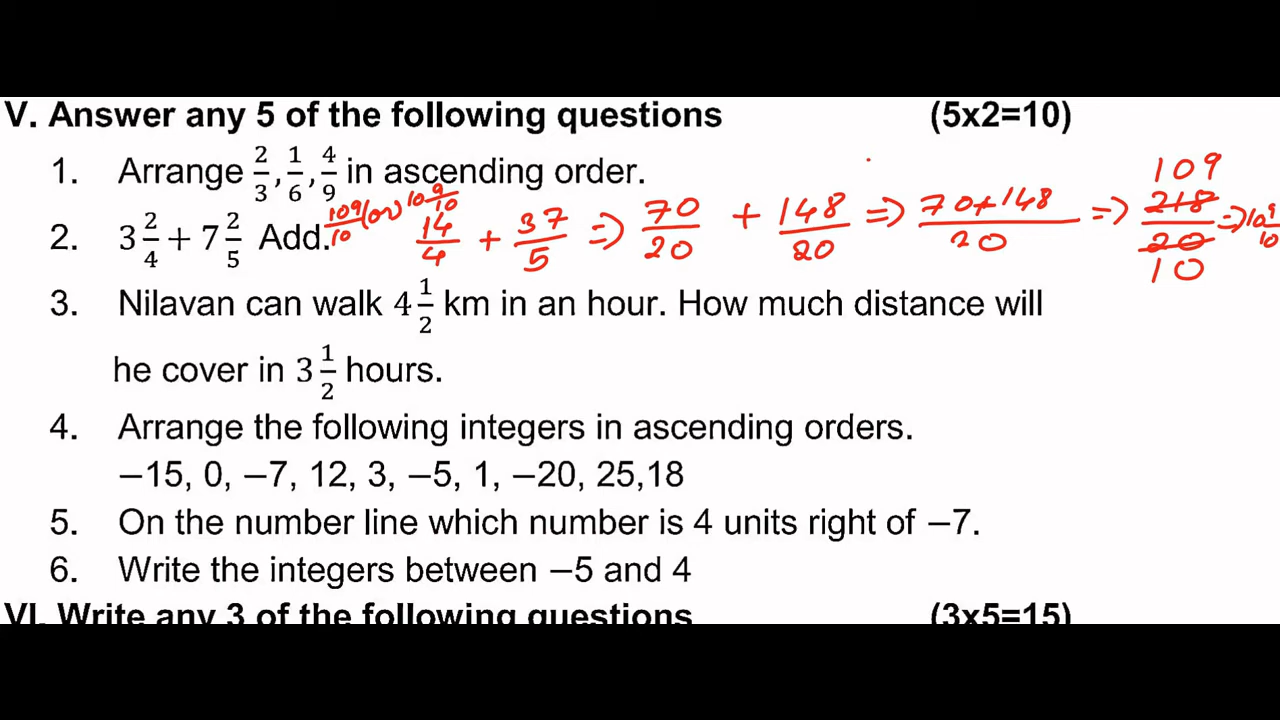 V. Answer any 5 of the following questions (5x2=10)
1. Arrange 2/3, 1/6, 4/9 in ascending order.
2. 3 2/4 + 7 2/5 Add. 109/10 (or) 10 9/10 14/4 + 37/5 => 70/20 + 148/20 => 70+148/20 => 218/20 109/10 => 10 9/10
3. Nilavan can walk 4 1/2 km in an hour. How much distance will
he cover in 3 1/2 hours.
4. Arrange the following integers in ascending orders.
−15, 0, −7, 12, 3, −5, 1, −20, 25,18
5. On the number line which number is 4 units right of −7.
6. Write the integers between −5 and 4
VI. Write any 3 of the following questions (3x5=15)